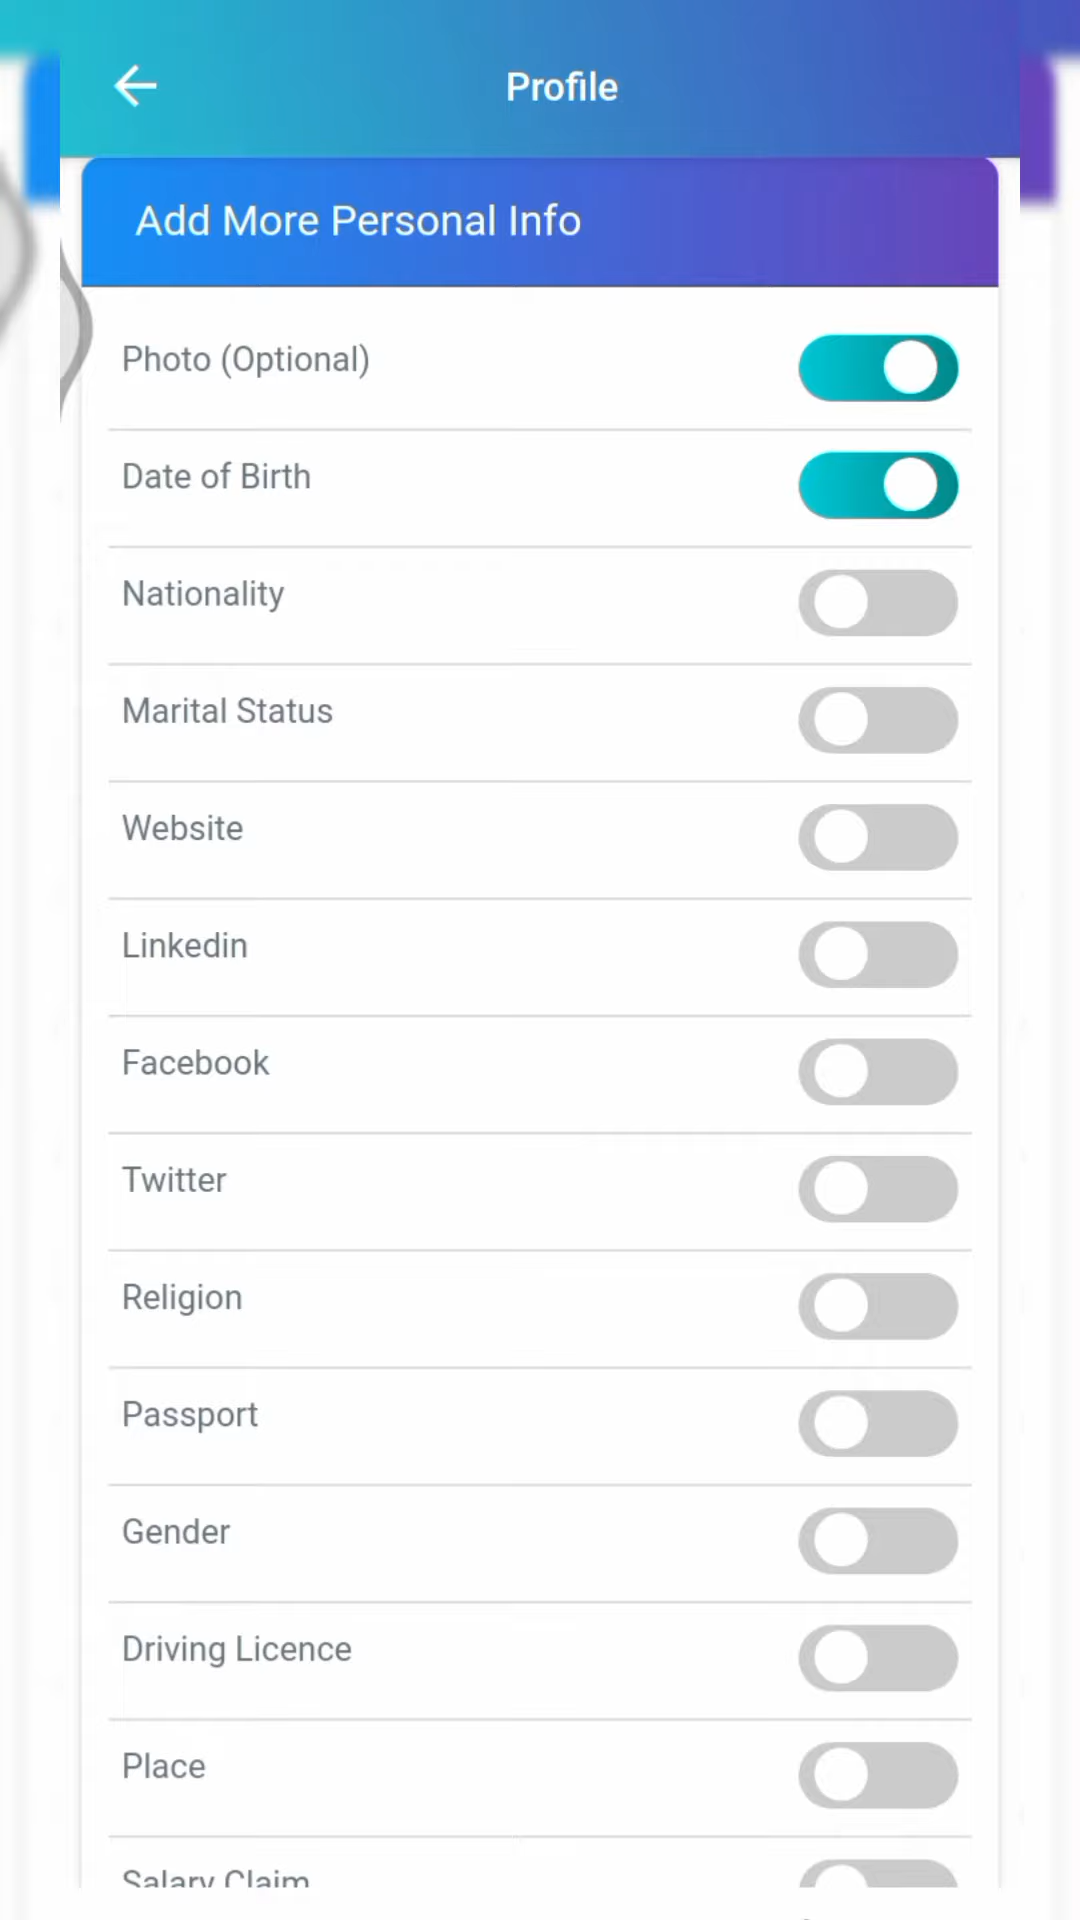 Profile
Add More Personal Info
Photo (Optional)
Date of Birth
Nationality
Marital Status
Website
Linkedin
Facebook
Twitter
Religion
Passport
Gender
Driving Licence
Place
Salary Claim